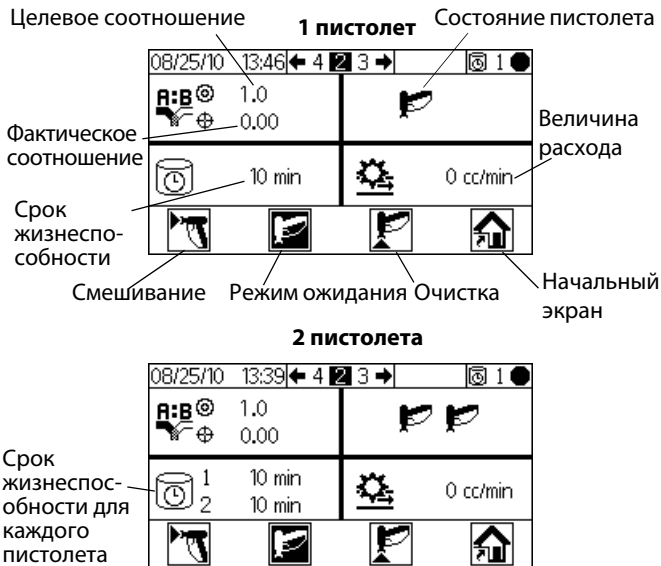 Целевое соотношение
1 пистолет
Состояние пистолета
08/25/10 13:46 4 2 3 1
A:B 1.0
0.00
Фактическое
соотношение
Величина
расхода
10 min
0 cc/min
Срок
жизнеспо-
собности
Смешивание
Режим ожидания
Очистка
Начальный
экран
2 пистолета
08/25/10 13:39 4 2 3 1
A:B 1.0
0.00
Срок
жизнеспос-
обности для
каждого
пистолета
1 10 min
2 10 min
0 cc/min